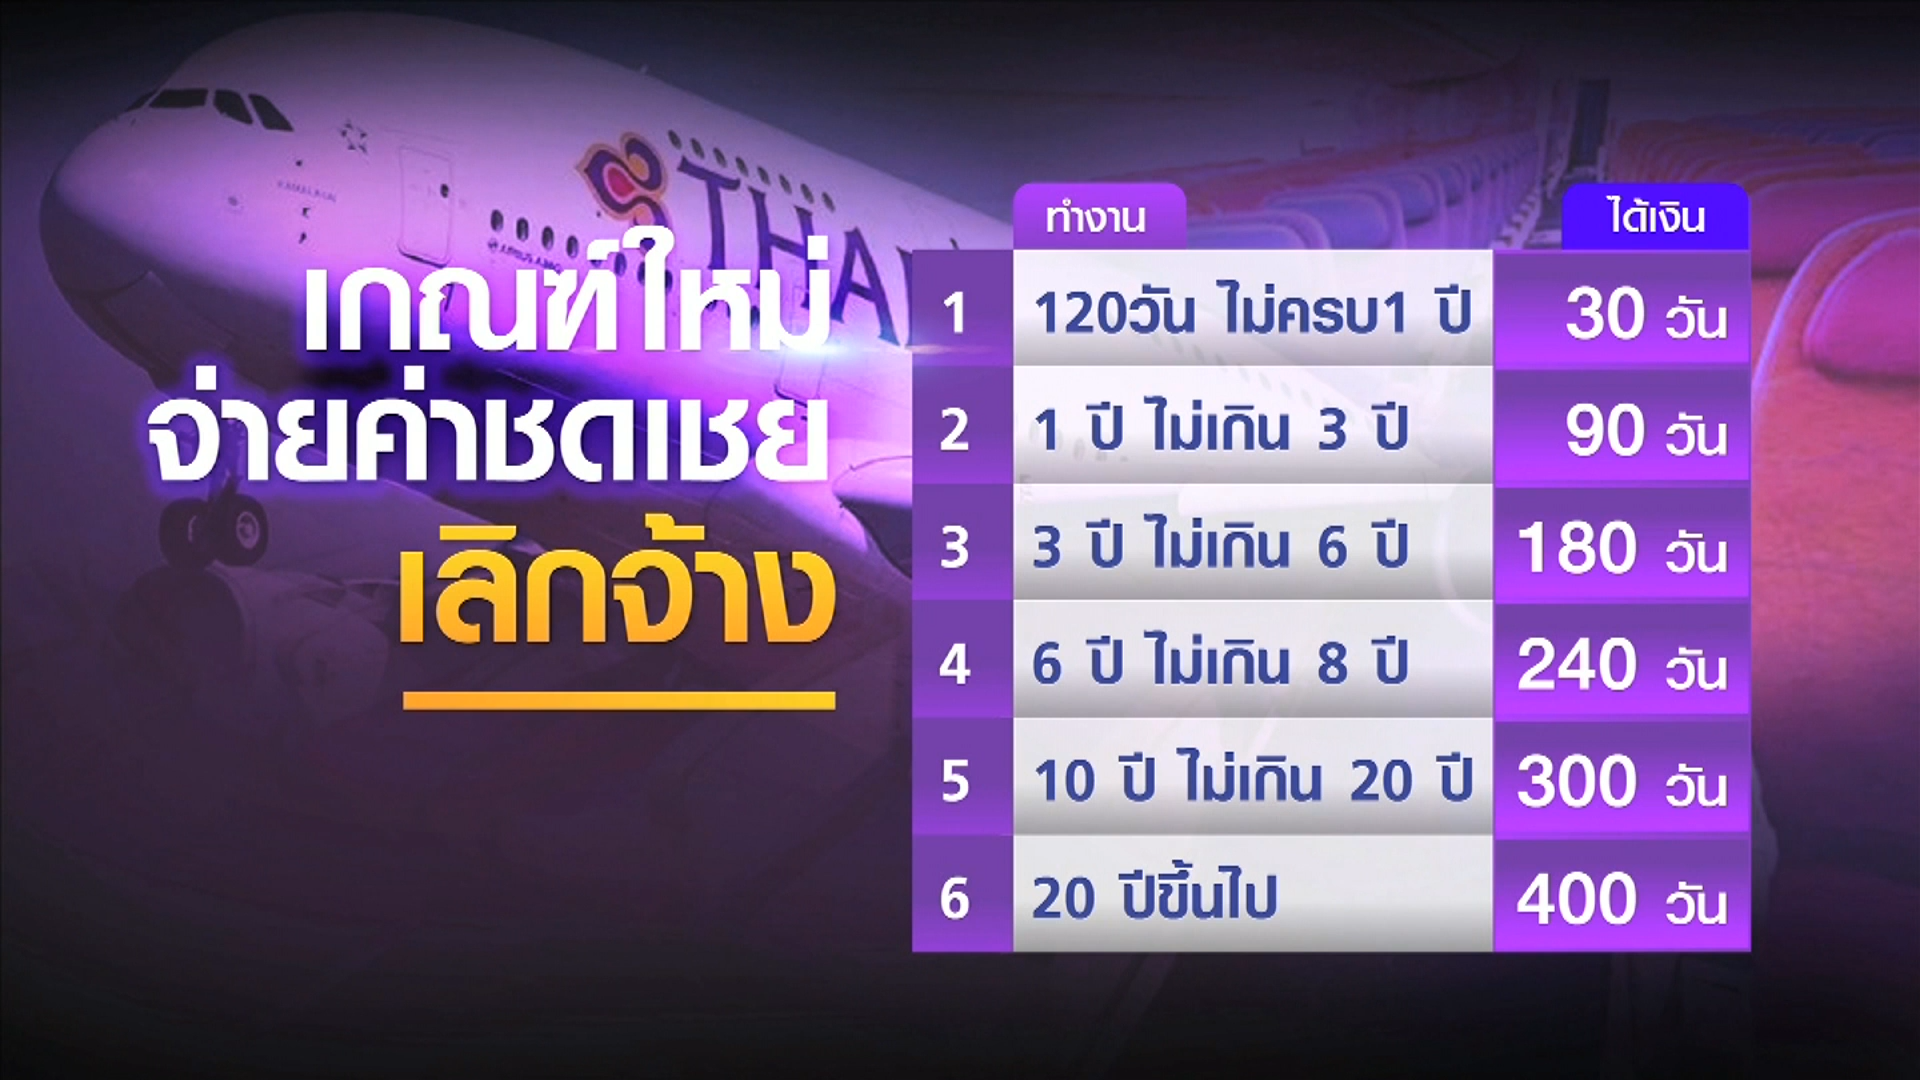 THAI
เกณฑ์ใหม่
จ่ายค่าชดเชย
เลิกจ้าง
ทำงาน ได้เงิน
1 120วัน ไม่ครบ1 ปี 30 วัน
2 1 ปี ไม่เกิน 3 ปี 90 วัน
3 3 ปี ไม่เกิน 6 ปี 180 วัน
4 6 ปี ไม่เกิน 8 ปี 240 วัน
5 10 ปี ไม่เกิน 20 ปี 300 วัน
6 20 ปีขึ้นไป 400 วัน